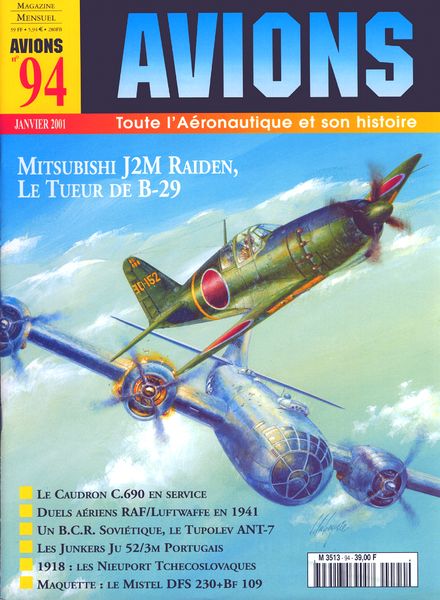 MAGAZINE
MENSUEL
AVIONS
n° 94
JANVIER 2001
AVIONS
Toute l'Aéronautique et son histoire
MITSUBISHI J2M RAIDEN,
LE TUEUR DE B-29
3D-152
LE CAUDRON C.690 EN SERVICE
DUELS AÉRIENS RAF/LUFTWAFFE EN 1941
UN B.C.R. SOVIÉTIQUE, LE TUPOLEV ANT-7
LES JUNKERS JU 52/3M PORTUGAIS
1918 : LES NIEUPORT TCHECOSLOVAQUES
MAQUETTE : LE MISTEL DFS 230+BF 109
M 3513 - 94 - 39,00 F